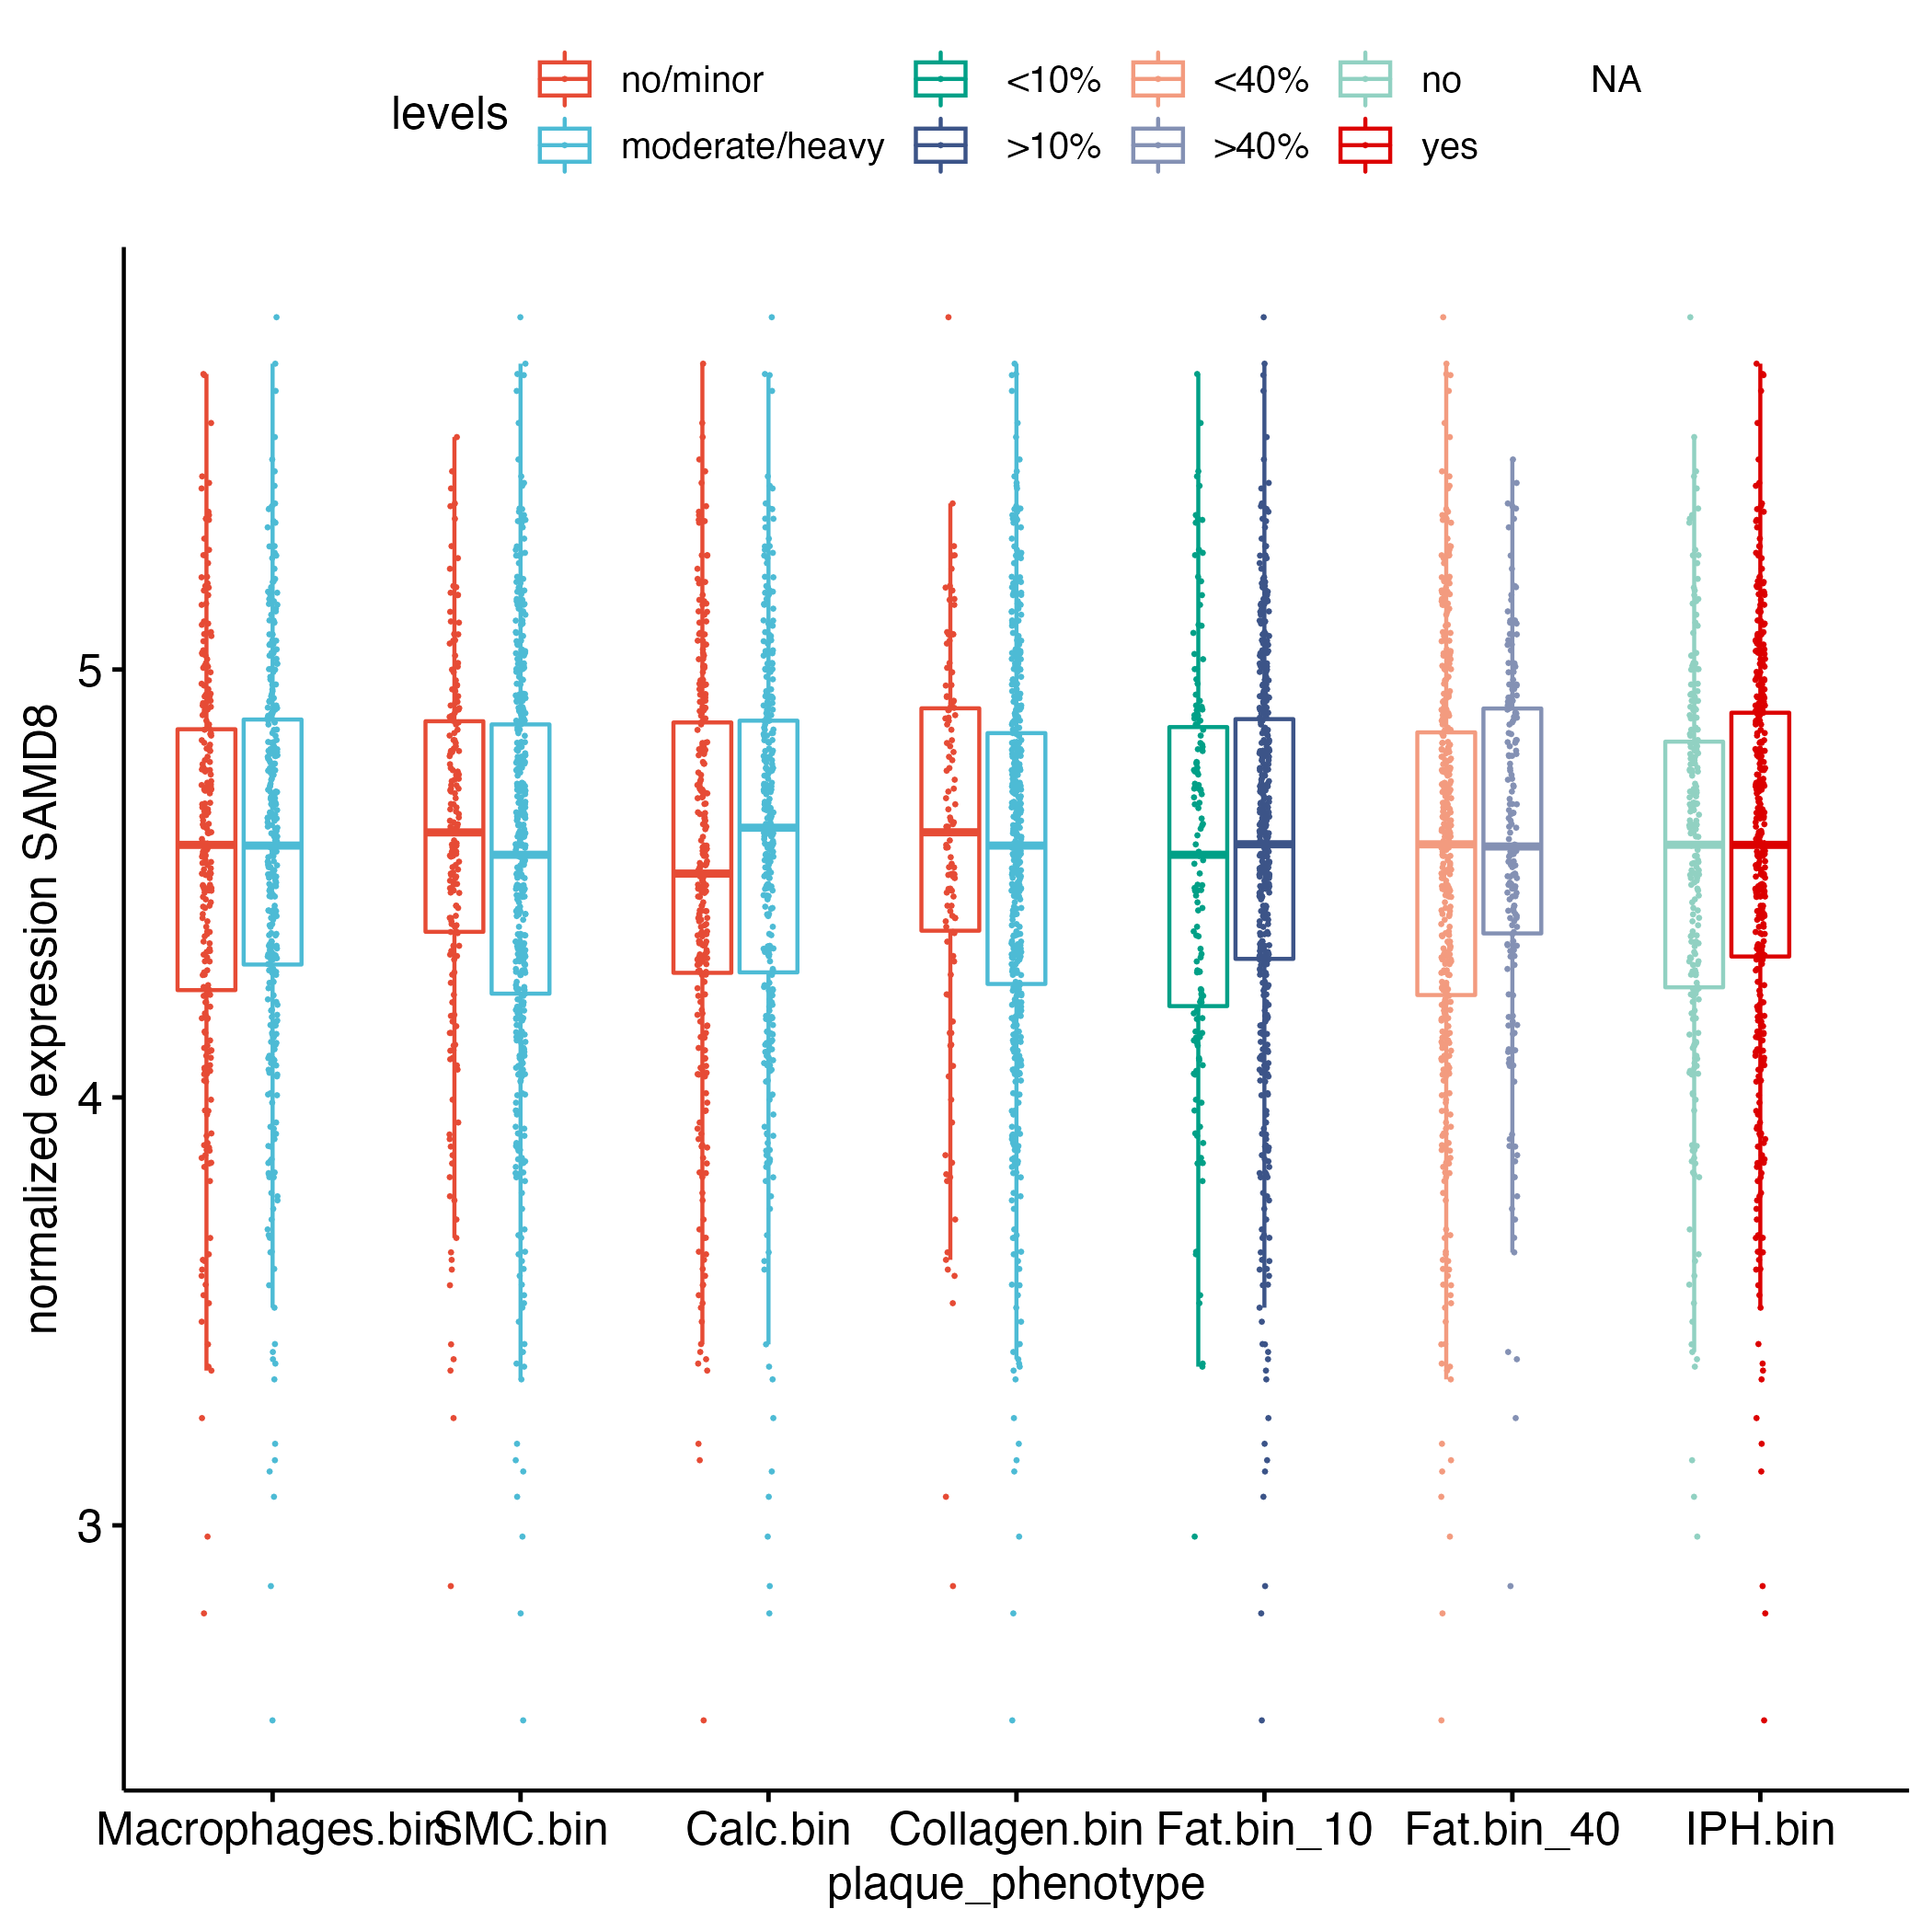 levels
no/minor <10% <40% no NA
moderate/heavy >10% >40% yes
normalized expression SAMD8
5
4
3
Macrophages.bin SMC.bin Calc.bin Collagen.bin Fat.bin_10 Fat.bin_40 IPH.bin
plaque_phenotype